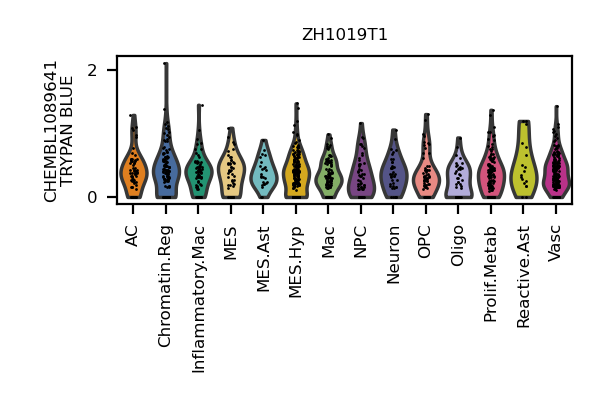 ZH1019T1
CHEMBL1089641
TRYPAN BLUE
2
0
AC
Chromatin.Reg
Inflammatory.Mac
MES
MES.Ast
MES.Hyp
Mac
NPC
Neuron
OPC
Oligo
Prolif.Metab
Reactive.Ast
Vasc